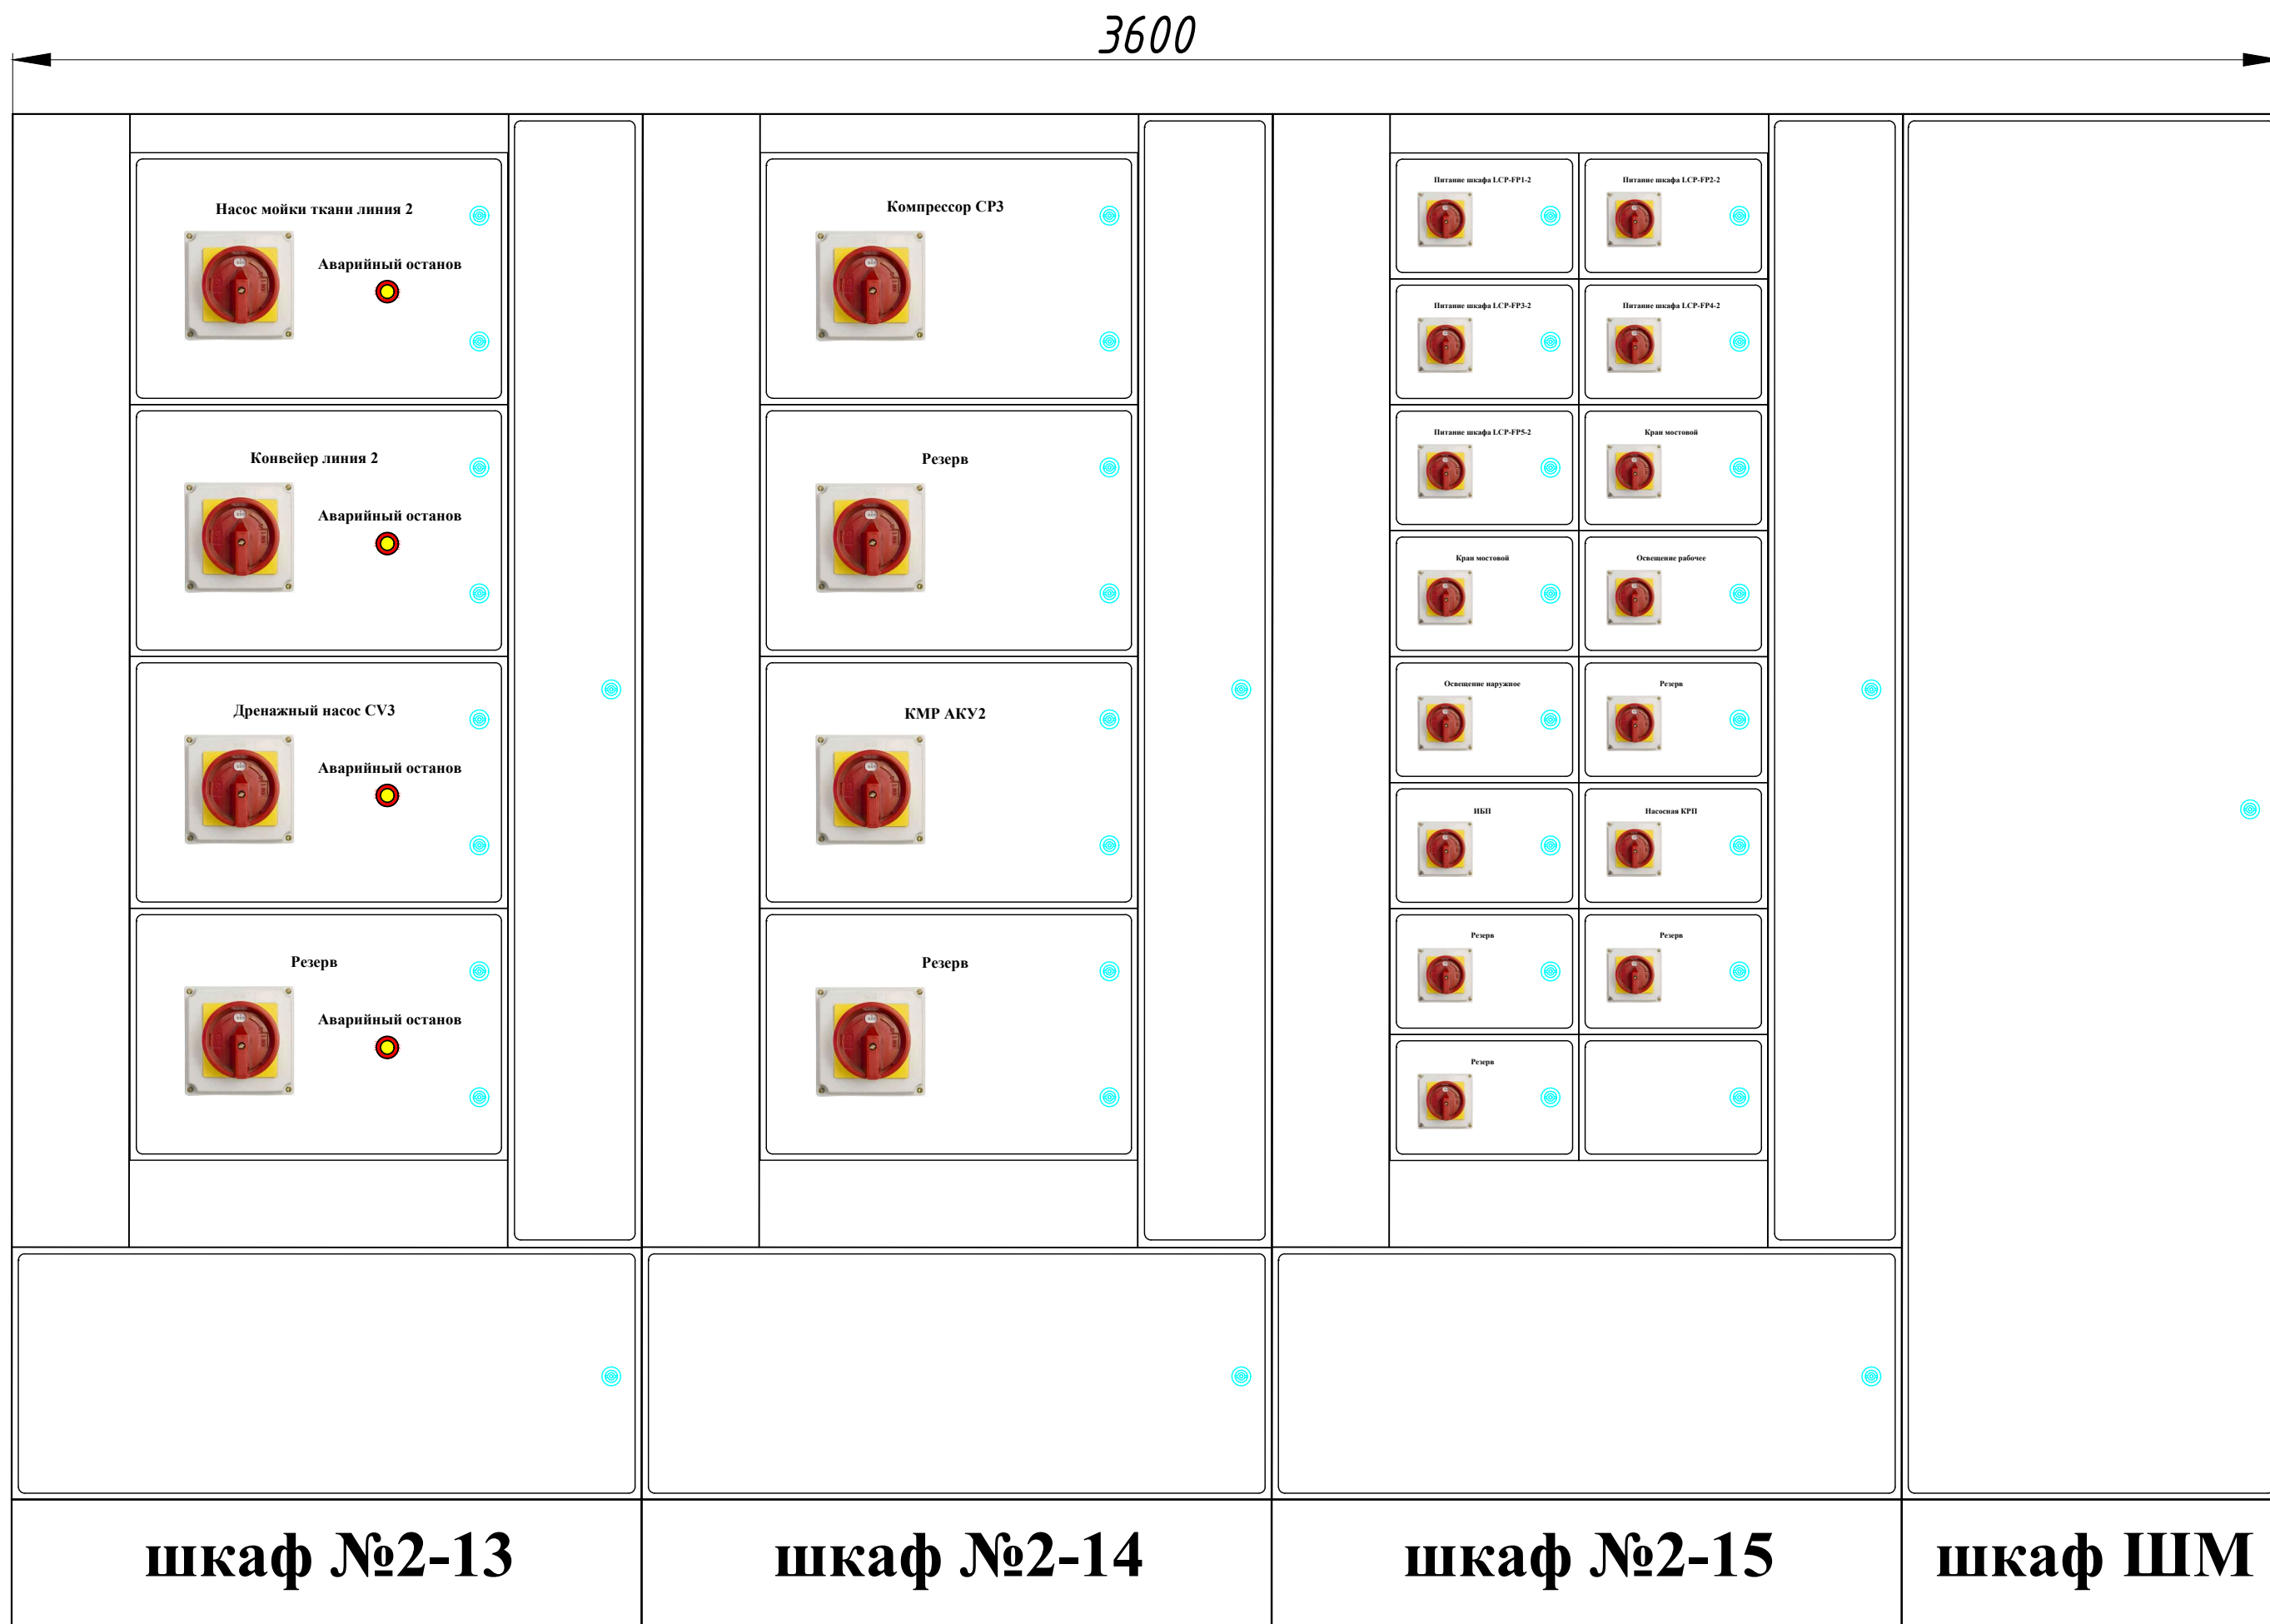 3600
Насос мойки ткани линия 2
Аварийный останов
Конвейер линия 2
Аварийный останов
Дренажный насос CV3
Аварийный останов
Резерв
Аварийный останов
Компрессор СР3
Резерв
КМР АКУ2
Резерв
Питание шкафа LCP-FP1-2
Питание шкафа LCP-FP2-2
Питание шкафа LCP-FP3-2
Питание шкафа LCP-FP4-2
Питание шкафа LCP-FP5-2
Кран мостовой
Кран мостовой
Освещение рабочее
Освещение наружное
Резерв
ИБП
Насосная КРП
Резерв
Резерв
Резерв
шкаф №2-13
шкаф №2-14
шкаф №2-15
шкаф ШМ